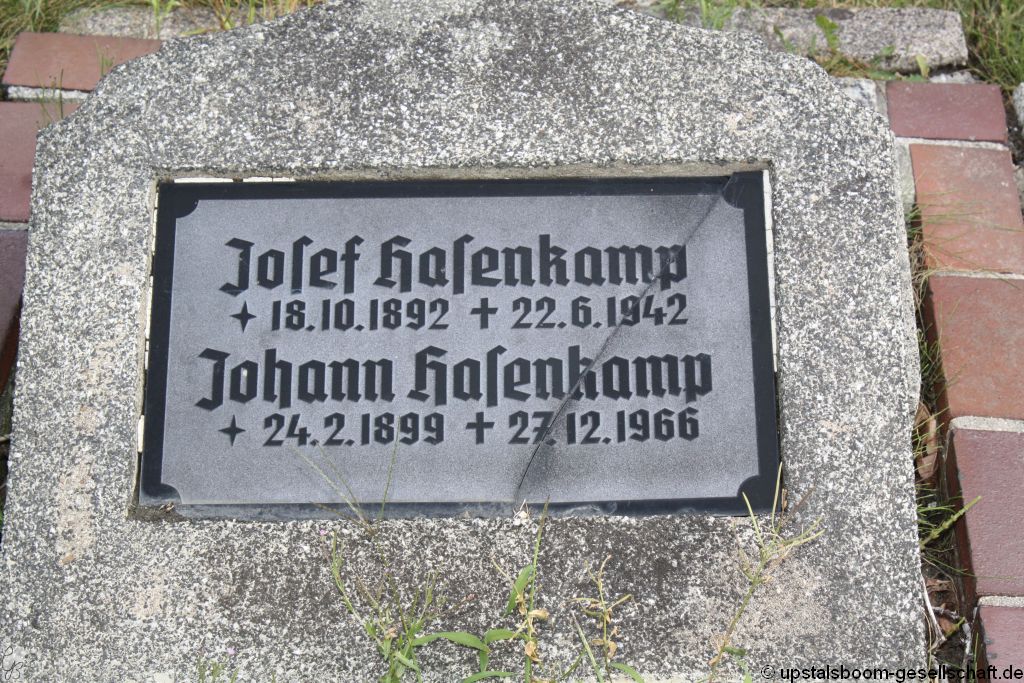 Josef Hasenkamp
✦ 18.10.1892 ✝ 22.6.1942
Johann Hasenkamp
✦ 24.2.1899 ✝ 27.12.1966
© upstalsboom-gesellschaft.de